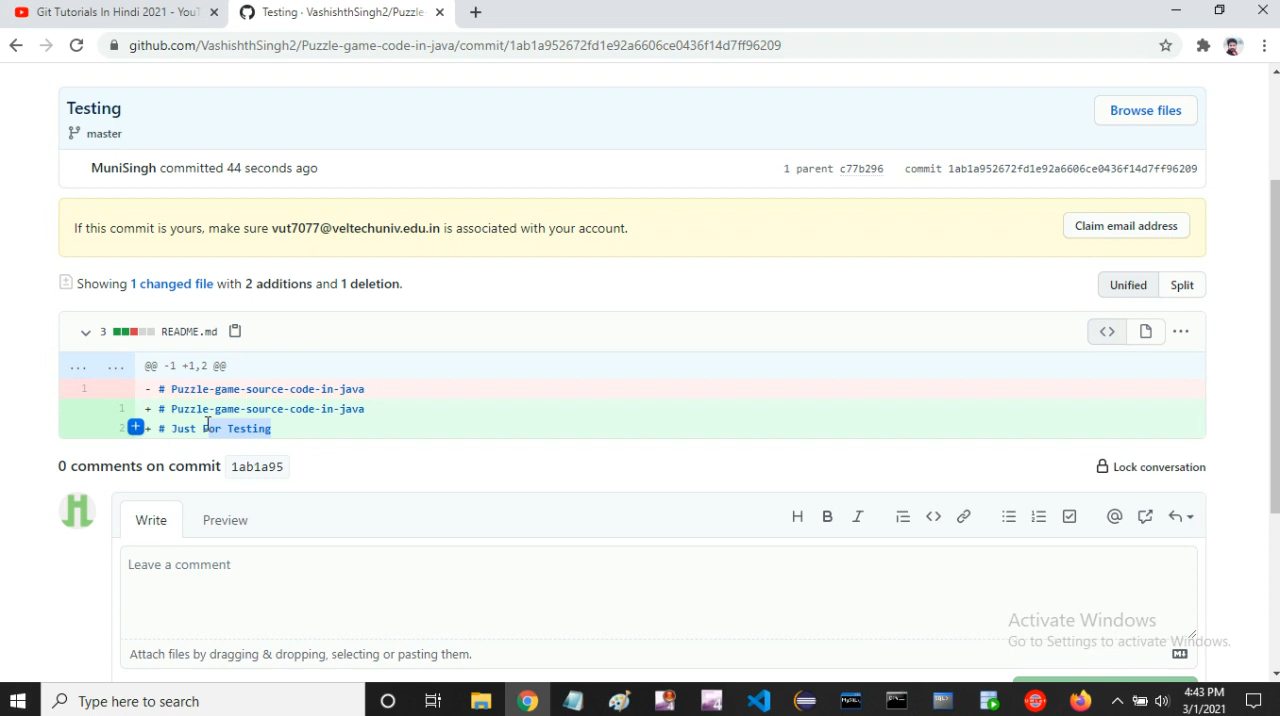 Git Tutorials In Hindi 2021 - YouT
Testing · VashishthSingh2/Puzzle-
github.com/VashishthSingh2/Puzzle-game-code-in-java/commit/1ab1a952672fd1e92a6606ce0436f14d7ff96209
Testing
Browse files
master
MuniSingh committed 44 seconds ago
1 parent c77b296 commit 1ab1a952672fd1e92a6606ce0436f14d7ff96209
If this commit is yours, make sure vut7077@veltechuniv.edu.in is associated with your account.
Claim email address
Showing 1 changed file with 2 additions and 1 deletion.
Unified Split
3 README.md
... ... @@ -1 +1,2 @@
1 - # Puzzle-game-source-code-in-java
1 + # Puzzle-game-source-code-in-java
2 + # Just For Testing
0 comments on commit 1ab1a95
Lock conversation
Write Preview
Leave a comment
Attach files by dragging & dropping, selecting or pasting them.
Activate Windows
Go to Settings to activate Windows.
Type here to search
4:43 PM
3/1/2021